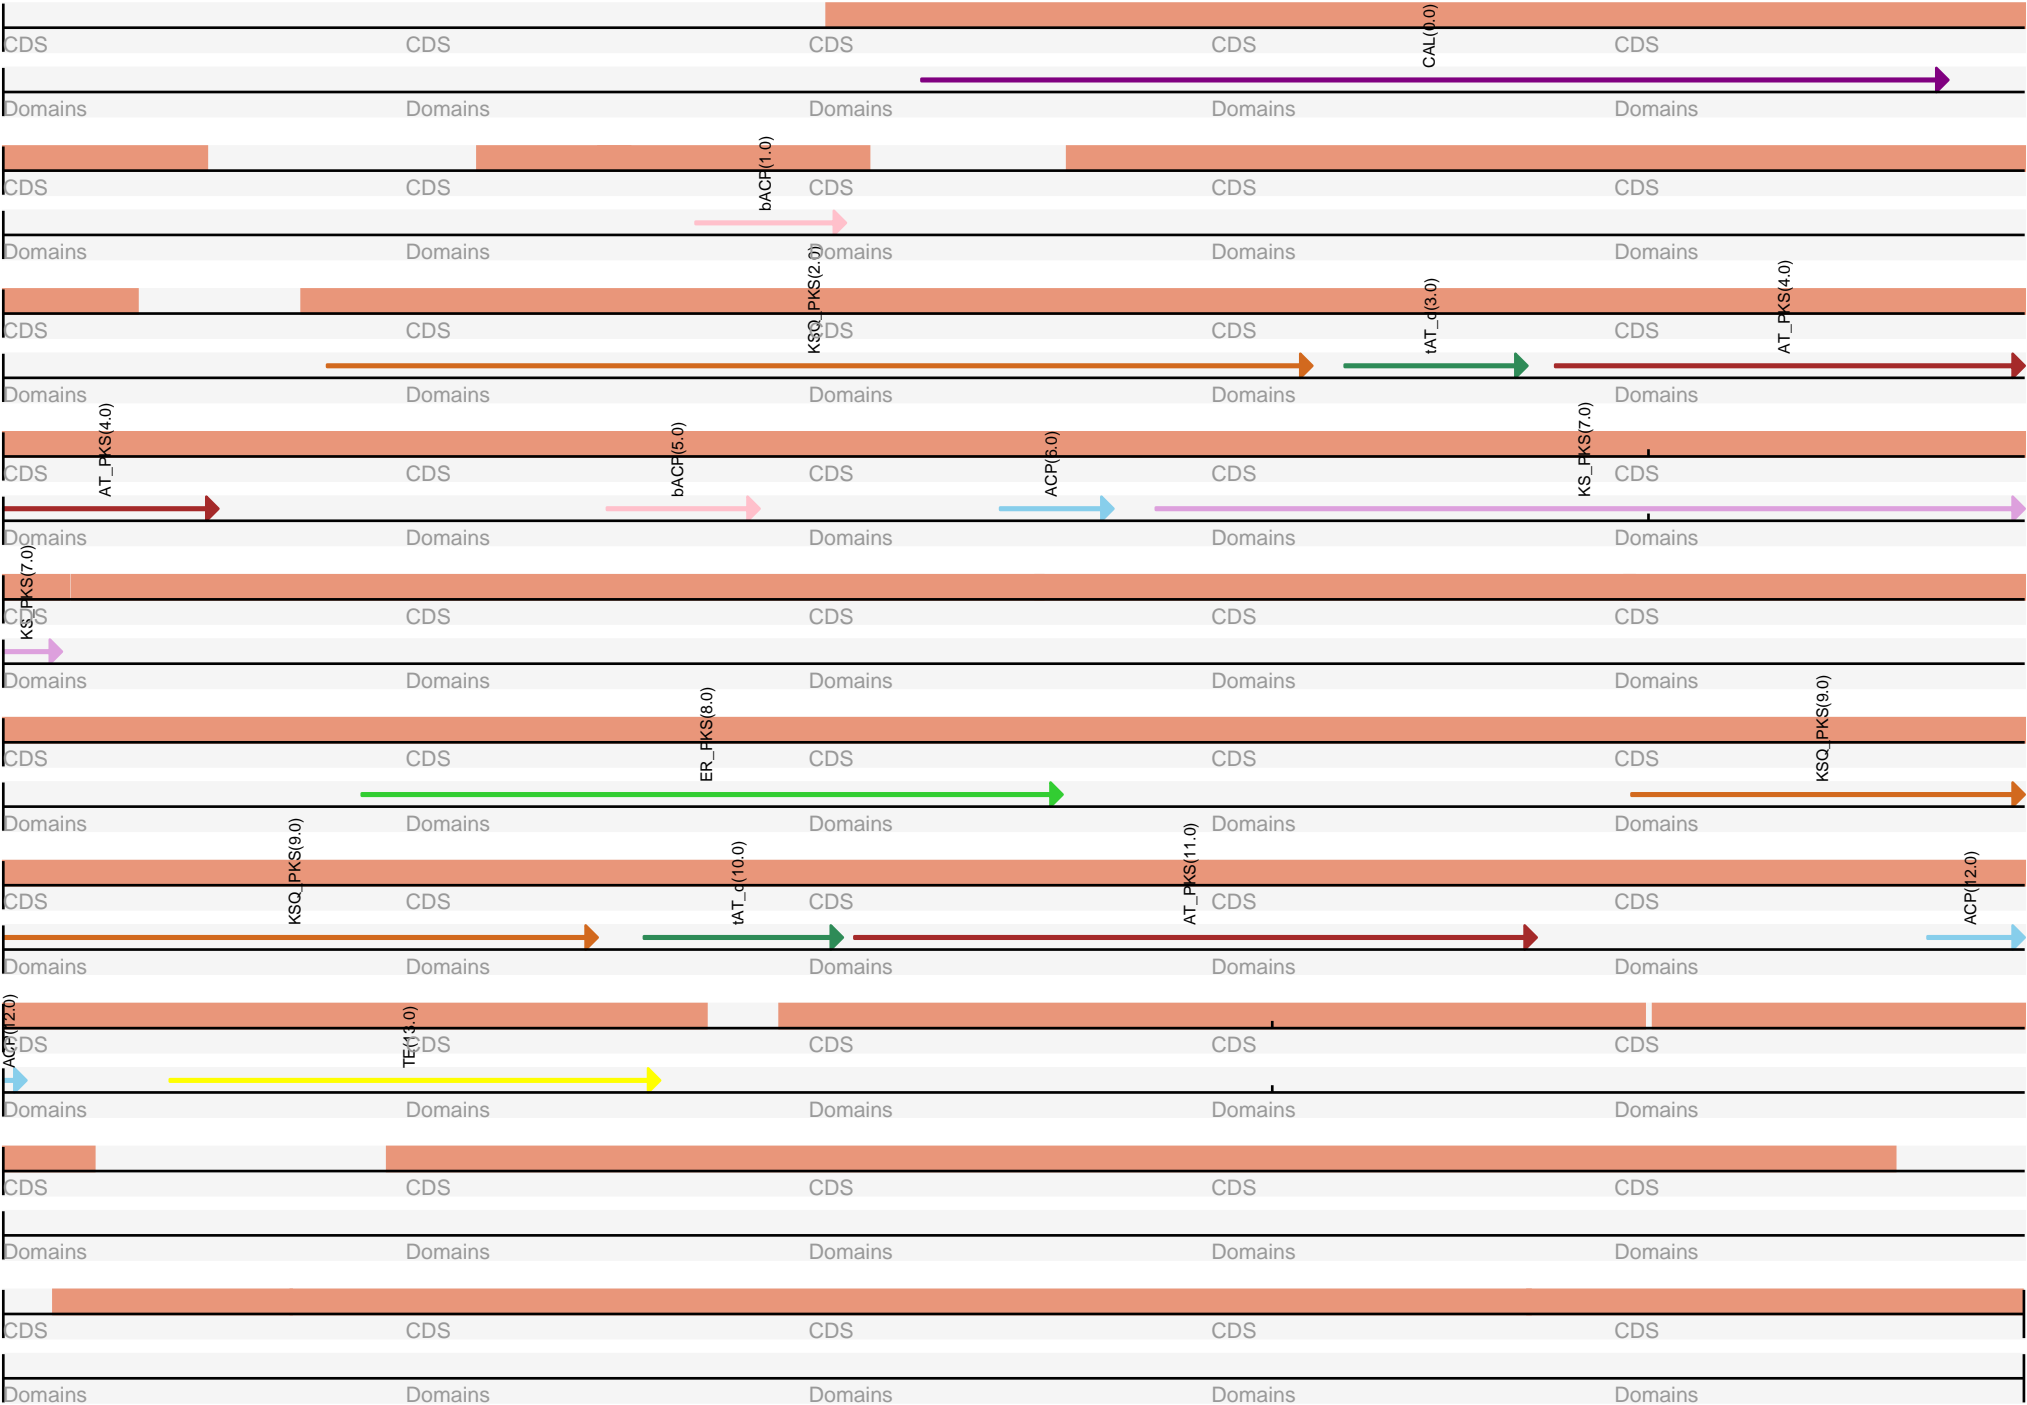 CAL(0.0)
CDS CDS CDS CDS CDS
Domains Domains Domains Domains Domains
bACP(1.0)
CDS CDS CDS CDS CDS
Domains Domains Domains Domains Domains
KSQ_PKS(2.0) tAT_d(3.0) AT_PKS(4.0)
CDS CDS CDS CDS CDS
Domains Domains Domains Domains Domains
AT_PKS(4.0) bACP(5.0) ACP(6.0) KS_PKS(7.0)
CDS CDS CDS CDS CDS
Domains Domains Domains Domains Domains
KS_PKS(7.0)
CDS CDS CDS CDS CDS
Domains Domains Domains Domains Domains
ER_PKS(8.0) KSQ_PKS(9.0)
CDS CDS CDS CDS CDS
Domains Domains Domains Domains Domains
KSQ_PKS(9.0) tAT_d(10.0) AT_PKS(11.0) ACP(12.0)
CDS CDS CDS CDS CDS
Domains Domains Domains Domains Domains
ACP(12.0) TE(13.0)
CDS CDS CDS CDS CDS
Domains Domains Domains Domains Domains
CDS CDS CDS CDS CDS
Domains Domains Domains Domains Domains
CDS CDS CDS CDS CDS
Domains Domains Domains Domains Domains